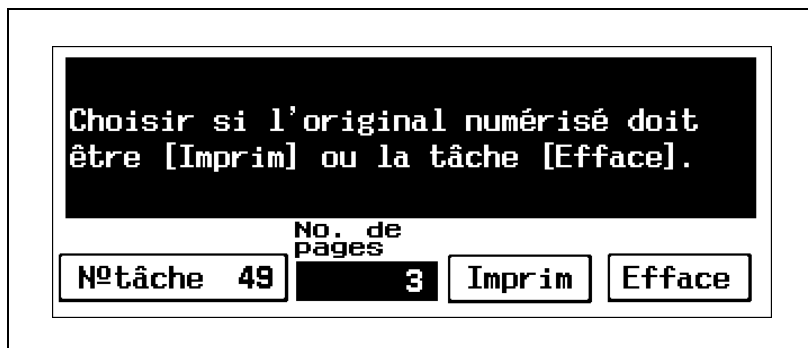 Choisir si l'original numérisé doit
être [Imprim] ou la tâche [Efface].
No. de
pages
Nºtâche 49
3
Imprim
Efface